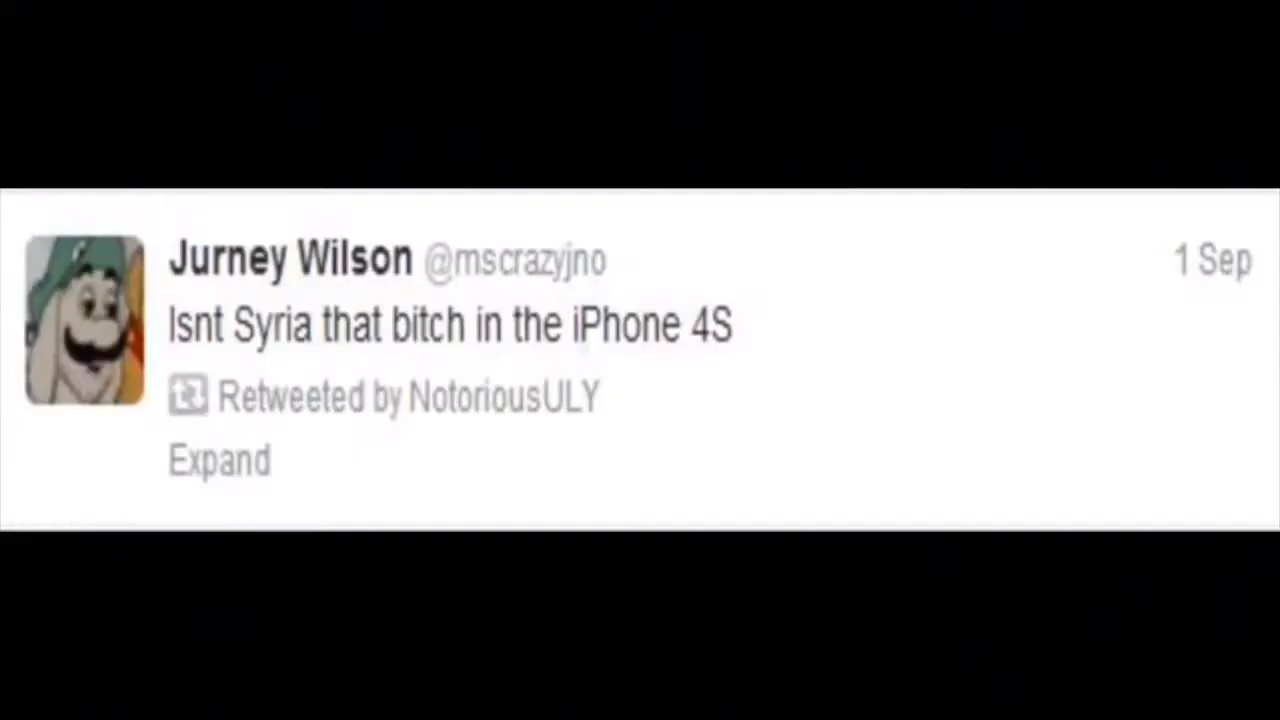 Jurney Wilson @mscrazyjno 1 Sep
Isnt Syria that bitch in the iPhone 4S
Retweeted by NotoriousULY
Expand